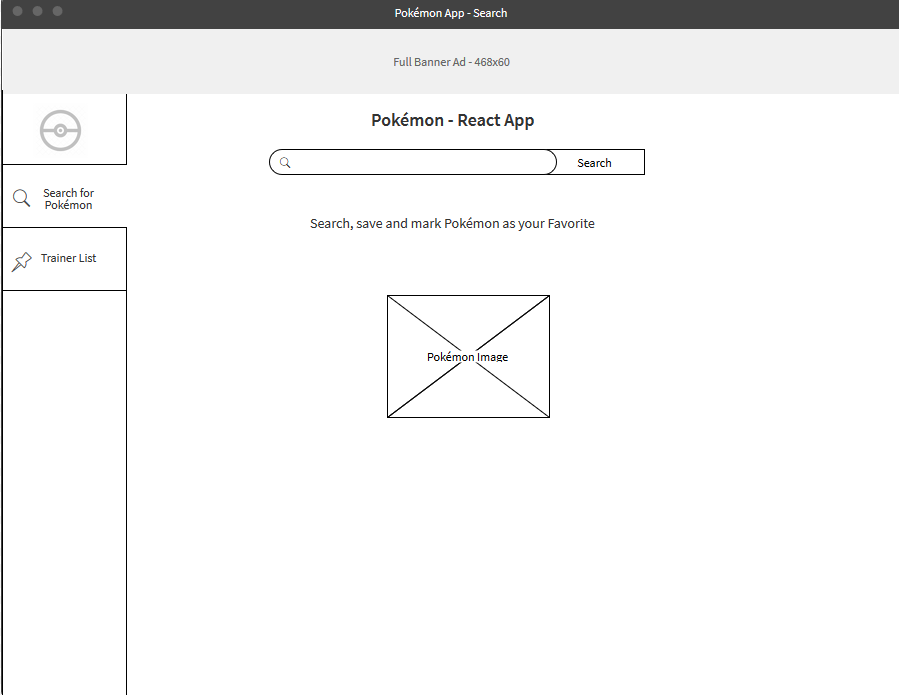 Pokémon App - Search
Full Banner Ad - 468x60
Pokémon - React App
Search
Search for
Pokémon
Search, save and mark Pokémon as your Favorite
Trainer List
Pokémon Image